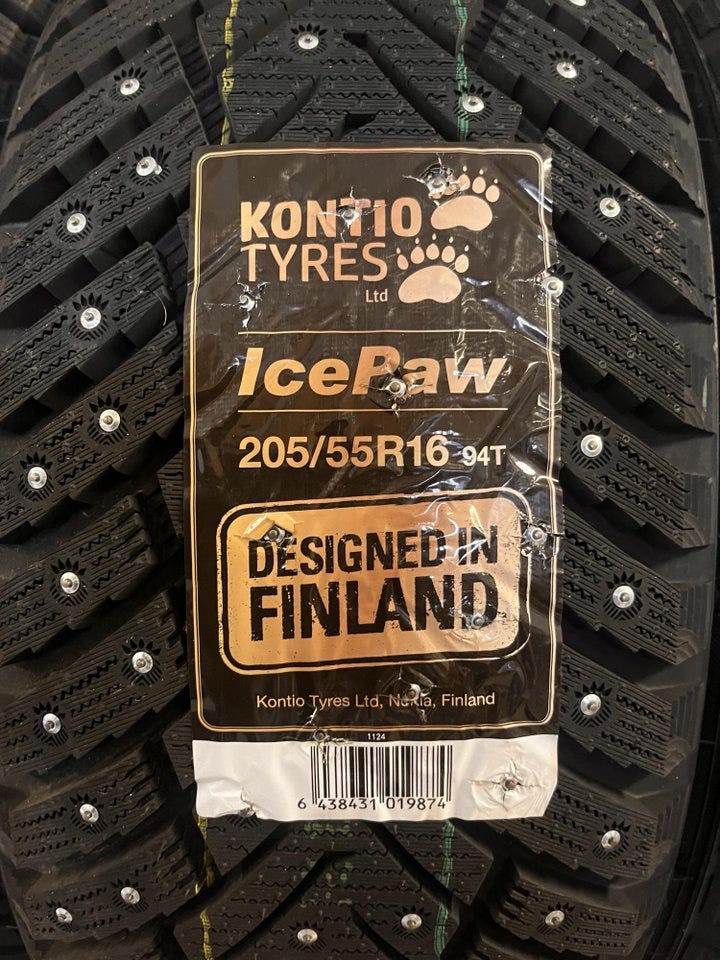 KONTIO
TYRES
Ltd
IcePaw
205/55R16 94T
DESIGNED IN
FINLAND
Kontio Tyres Ltd, Nokia, Finland
1124
6 438431 019874